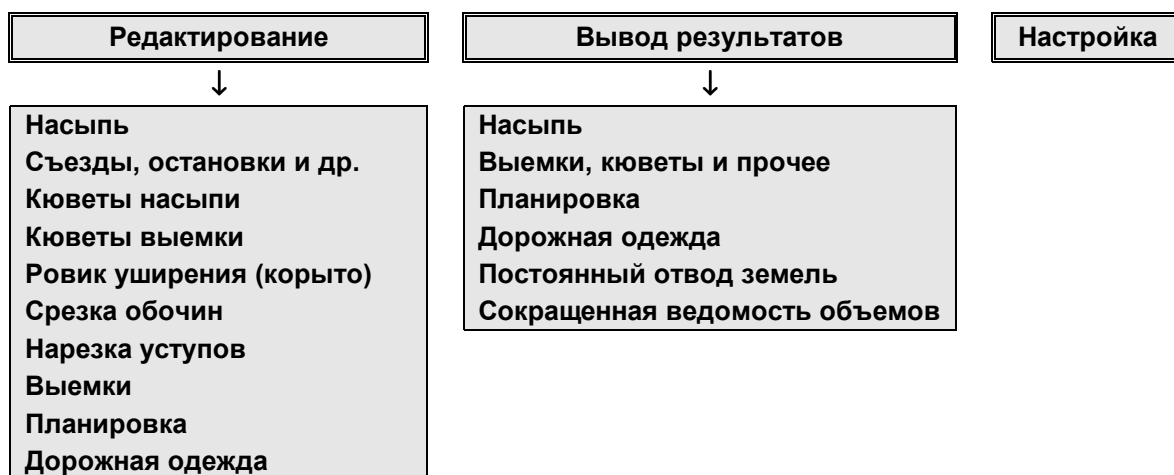 Редактирование
Вывод результатов
Настройка
↓
↓
Насыпь
Съезды, остановки и др.
Кюветы насыпи
Кюветы выемки
Ровик уширения (корыто)
Срезка обочин
Нарезка уступов
Выемки
Планировка
Дорожная одежда
Насыпь
Выемки, кюветы и прочее
Планировка
Дорожная одежда
Постоянный отвод земель
Сокращенная ведомость объемов